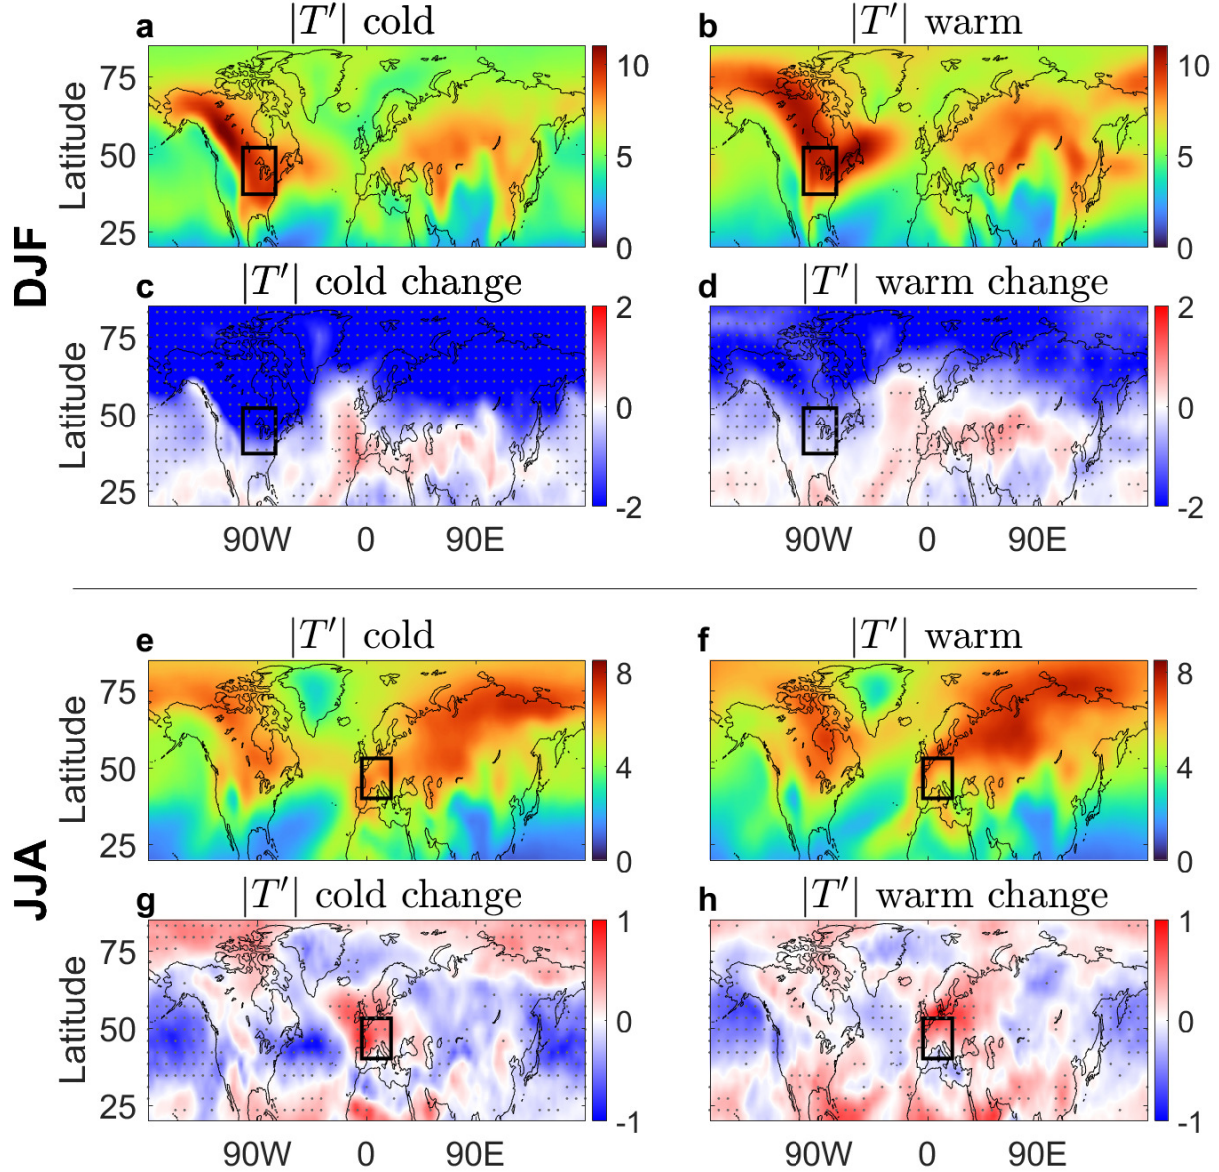 a |T′| cold
b |T′| warm
DJF
Latitude
75
50
25
10
5
0
10
5
0
c |T′| cold change
d |T′| warm change
Latitude
75
50
25
2
0
-2
2
0
-2
90W 0 90E
90W 0 90E
JJA
e |T′| cold
f |T′| warm
Latitude
75
50
25
8
4
0
8
4
0
g |T′| cold change
h |T′| warm change
Latitude
75
50
25
1
0
-1
1
0
-1
90W 0 90E
90W 0 90E